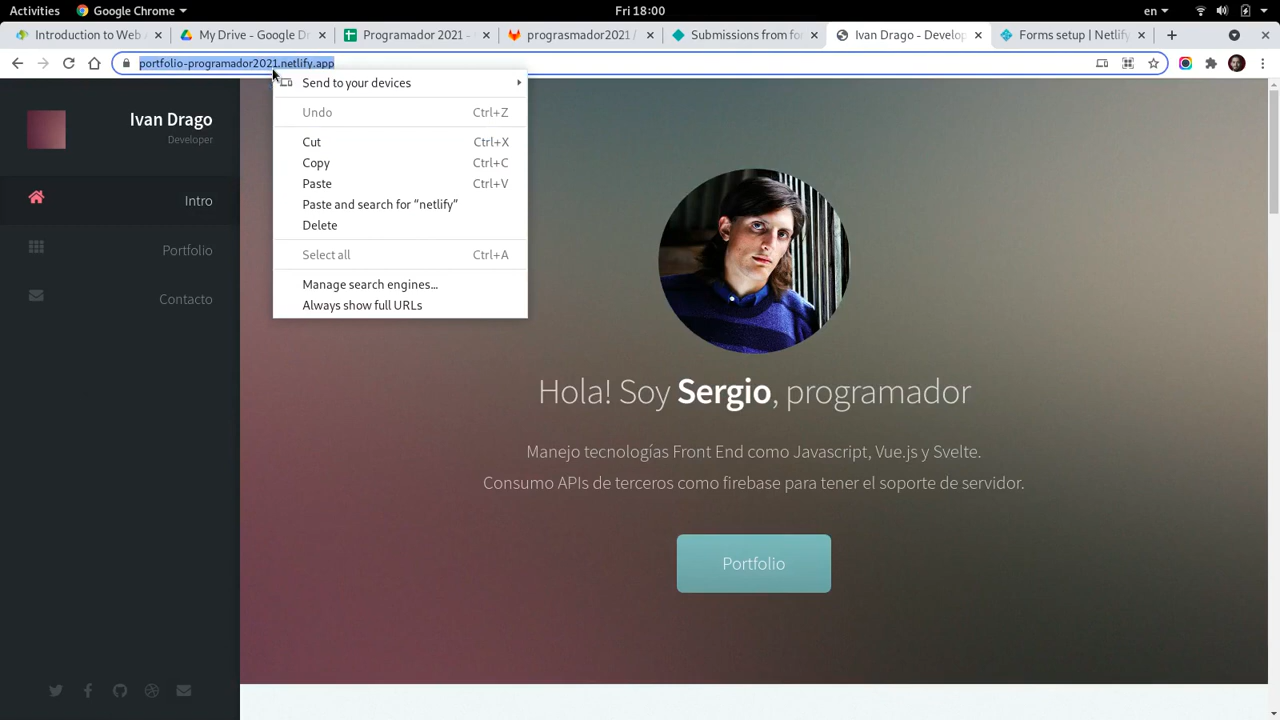 Activities
Google Chrome
Fri 18:00
en
Introduction to Web A
My Drive - Google Dr
Programador 2021 -
prograsmador2021 /
Submissions from for
Ivan Drago - Develop
Forms setup | Netlify
portfolio-programador2021.netlify.app
Send to your devices
Undo Ctrl+Z
Cut Ctrl+X
Copy Ctrl+C
Paste Ctrl+V
Paste and search for “netlify”
Delete
Select all Ctrl+A
Manage search engines...
Always show full URLs
Ivan Drago
Developer
Intro
Portfolio
Contacto
Hola! Soy Sergio, programador
Manejo tecnologías Front End como Javascript, Vue.js y Svelte.
Consumo APIs de terceros como firebase para tener el soporte de servidor.
Portfolio